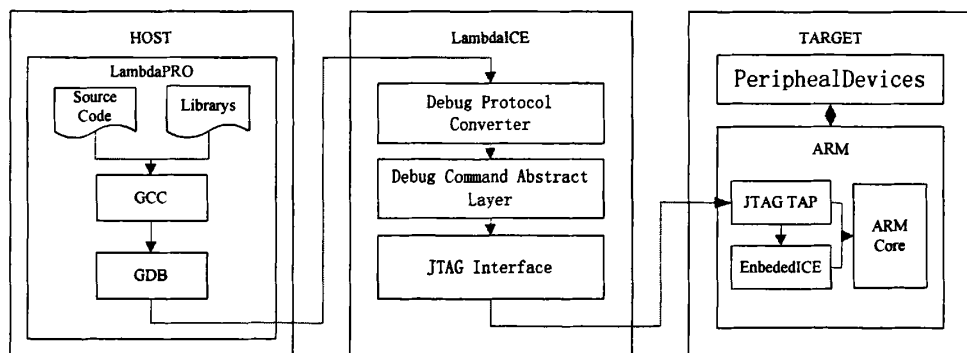 HOST
LambdaPRO
Source
Code
Librarys
GCC
GDB
LambdaICE
Debug Protocol
Converter
Debug Command Abstract
Layer
JTAG Interface
TARGET
PeriphealDevices
ARM
JTAG TAP
EnbededICE
ARM
Core